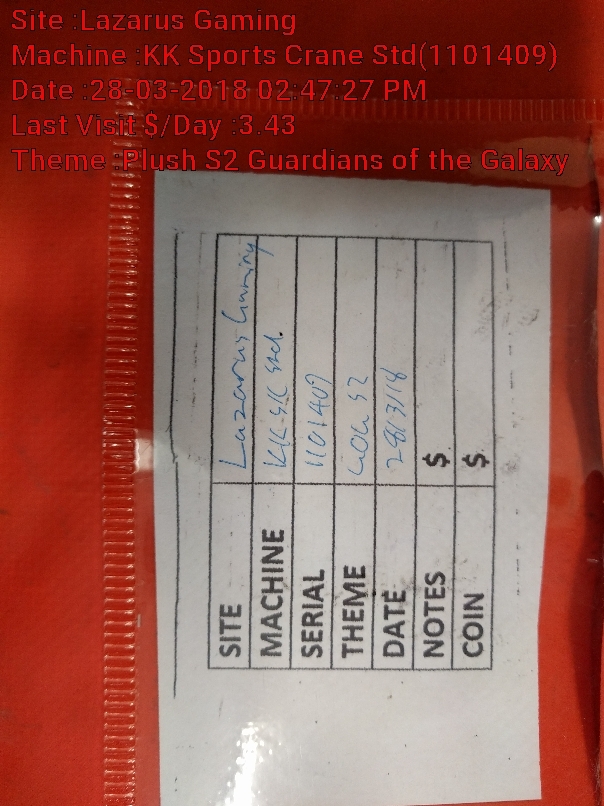 Site :Lazarus Gaming
Machine :KK Sports Crane Std(1101409)
Date :28-03-2018 02:47:27 PM
Last Visit $/Day :3.43
Theme :Plush S2 Guardians of the Galaxy
SITE Lazarus Gaming
MACHINE KK SC Std.
SERIAL 1101409
THEME GOG S2
DATE 28/3/18
NOTES $
COIN $